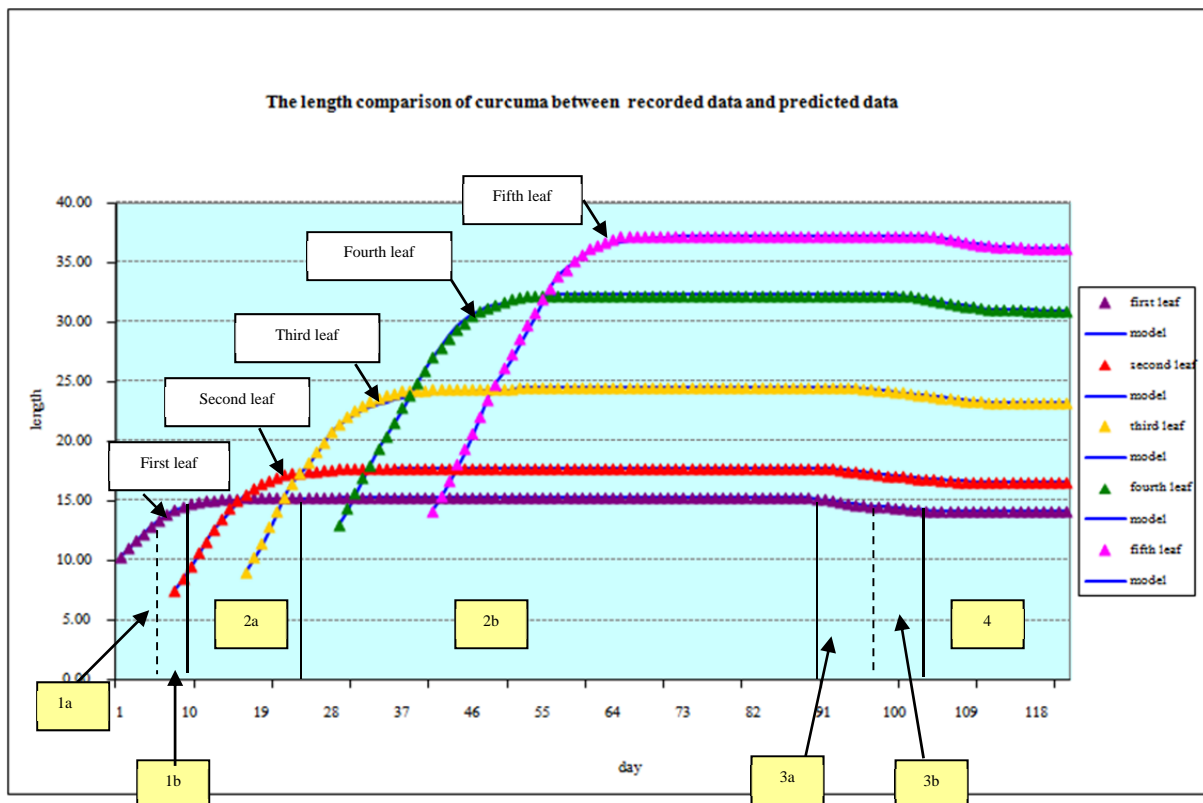 The length comparison of curcuma between recorded data and predicted data
40.00
35.00
30.00
25.00
20.00
15.00
10.00
5.00
0.00
length
Fifth leaf
Fourth leaf
Third leaf
Second leaf
First leaf
2a
2b
4
1a
1b
3a
3b
1 10 19 28 37 46 55 64 73 82 91 100 109 118
day
first leaf
model
second leaf
model
third leaf
model
fourth leaf
model
fifth leaf
model